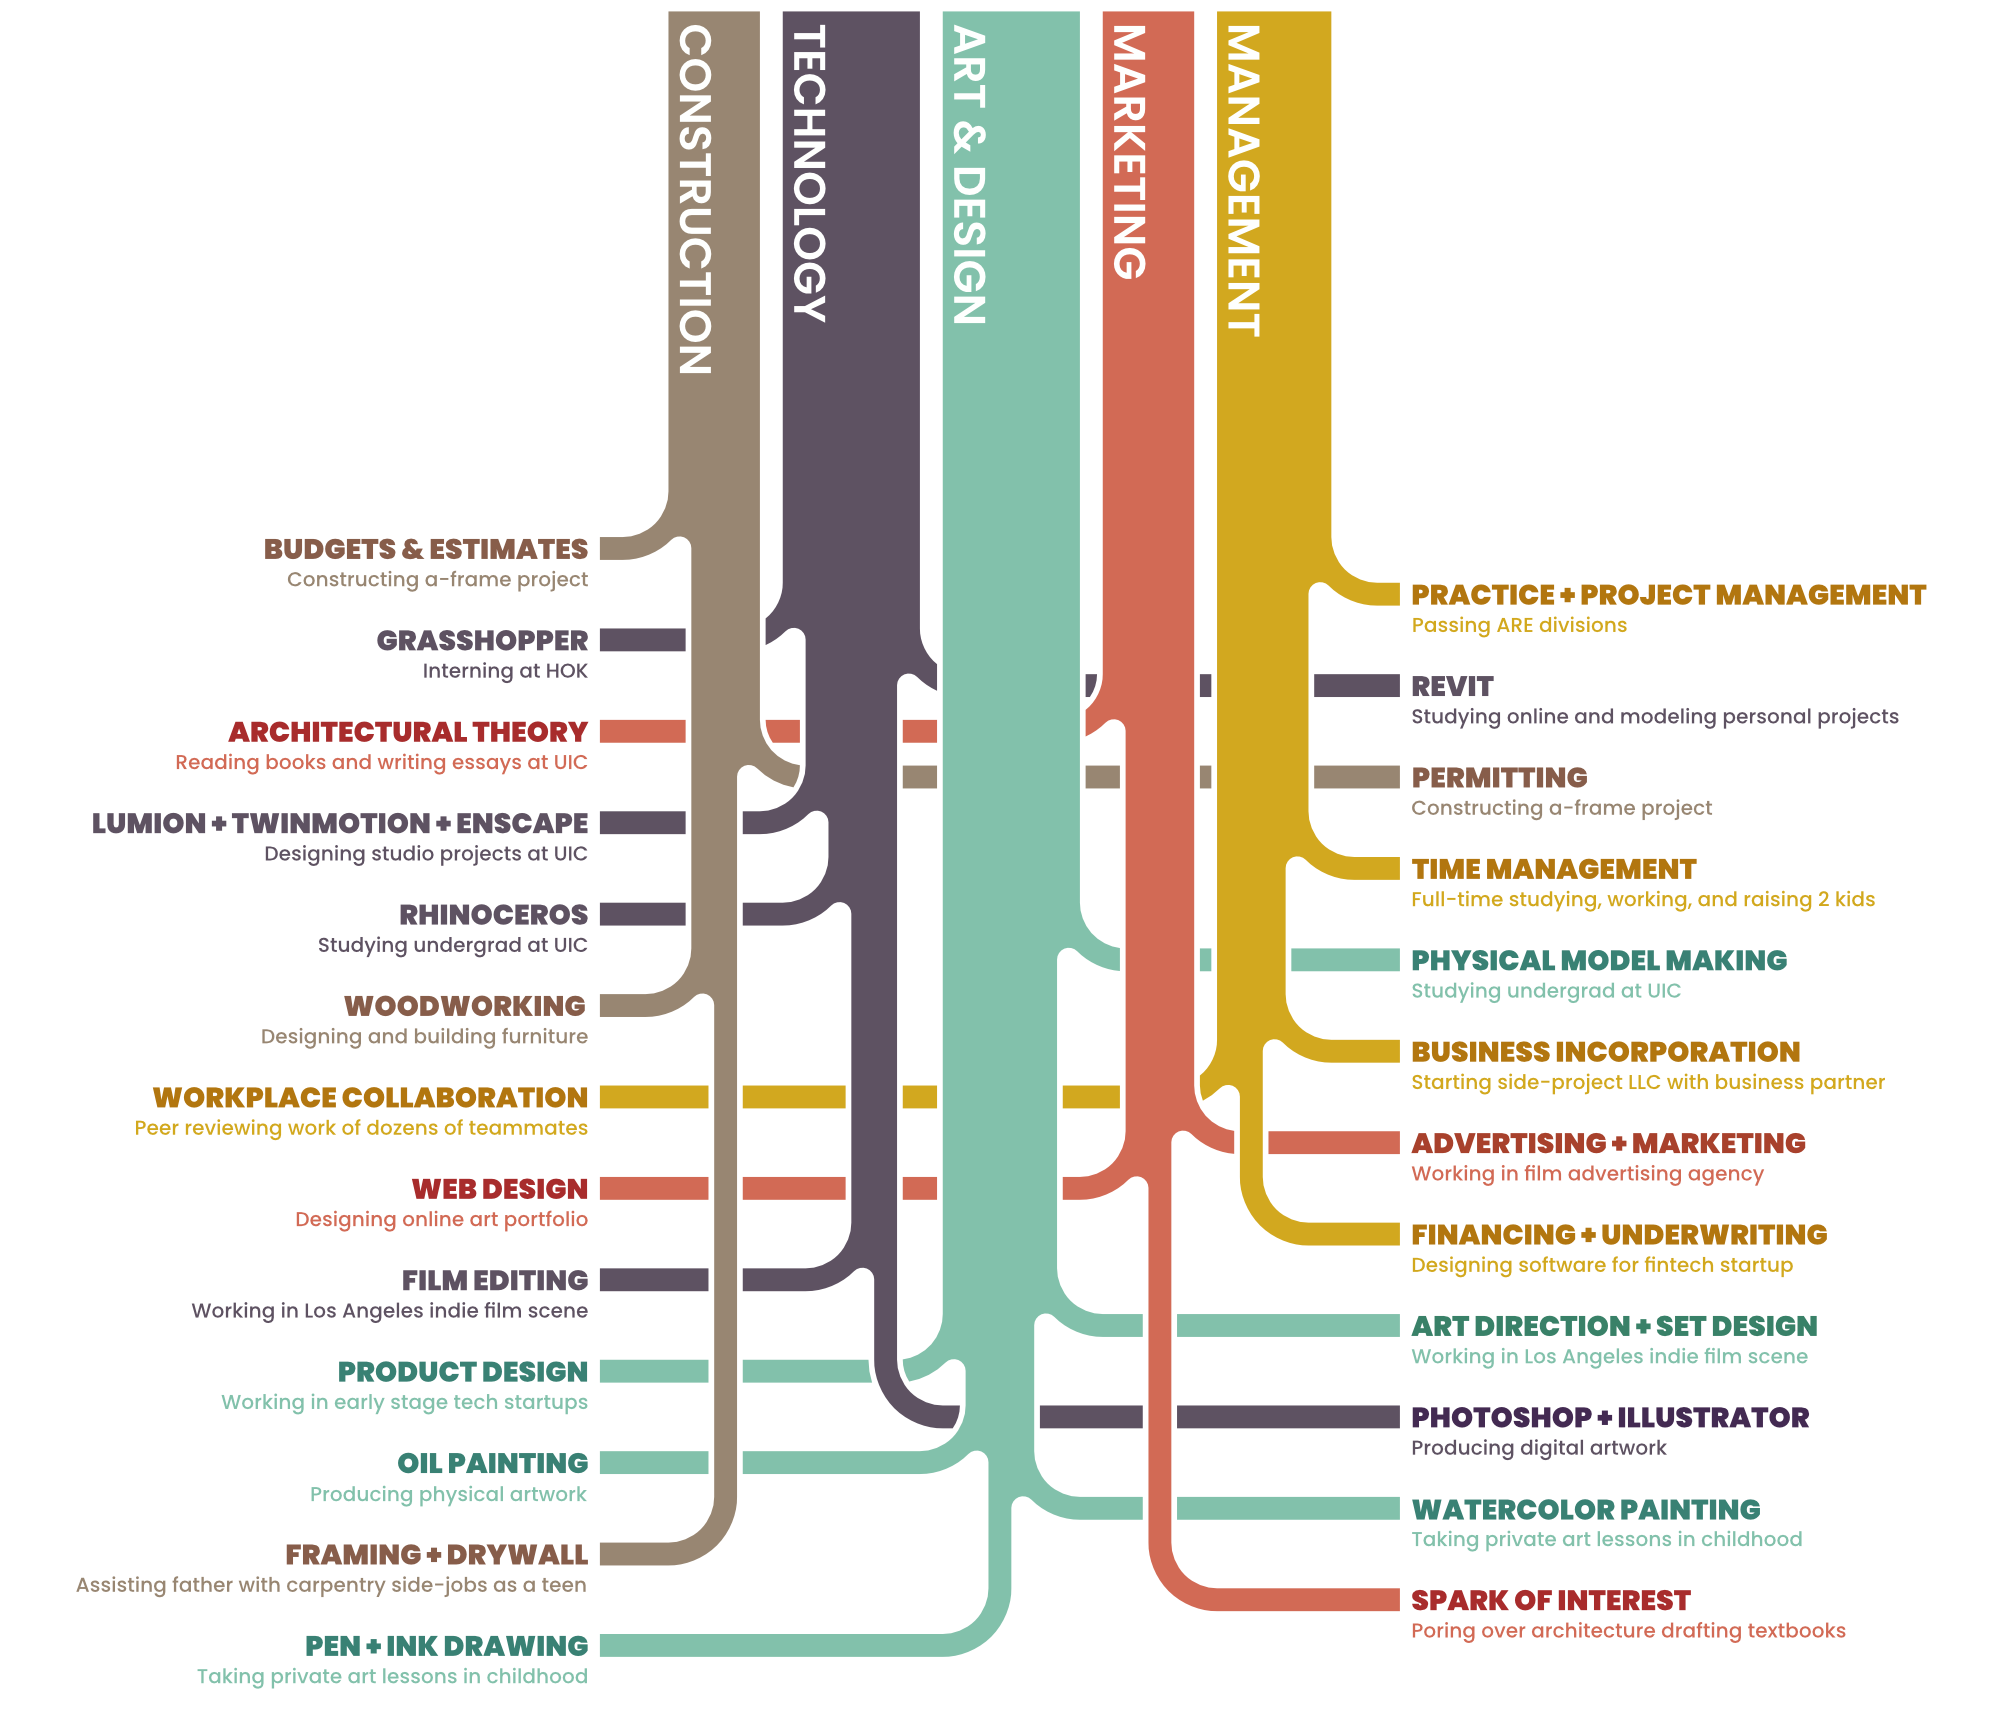 CONSTRUCTION
TECHNOLOGY
ART & DESIGN
MARKETING
MANAGEMENT
BUDGETS & ESTIMATES
Constructing a-frame project
GRASSHOPPER
Interning at HOK
ARCHITECTURAL THEORY
Reading books and writing essays at UIC
LUMION + TWINMOTION + ENSCAPE
Designing studio projects at UIC
RHINOCEROS
Studying undergrad at UIC
WOODWORKING
Designing and building furniture
WORKPLACE COLLABORATION
Peer reviewing work of dozens of teammates
WEB DESIGN
Designing online art portfolio
FILM EDITING
Working in Los Angeles indie film scene
PRODUCT DESIGN
Working in early stage tech startups
OIL PAINTING
Producing physical artwork
FRAMING + DRYWALL
Assisting father with carpentry side-jobs as a teen
PEN + INK DRAWING
Taking private art lessons in childhood
PRACTICE + PROJECT MANAGEMENT
Passing ARE divisions
REVIT
Studying online and modeling personal projects
PERMITTING
Constructing a-frame project
TIME MANAGEMENT
Full-time studying, working, and raising 2 kids
PHYSICAL MODEL MAKING
Studying undergrad at UIC
BUSINESS INCORPORATION
Starting side-project LLC with business partner
ADVERTISING + MARKETING
Working in film advertising agency
FINANCING + UNDERWRITING
Designing software for fintech startup
ART DIRECTION + SET DESIGN
Working in Los Angeles indie film scene
PHOTOSHOP + ILLUSTRATOR
Producing digital artwork
WATERCOLOR PAINTING
Taking private art lessons in childhood
SPARK OF INTEREST
Poring over architecture drafting textbooks